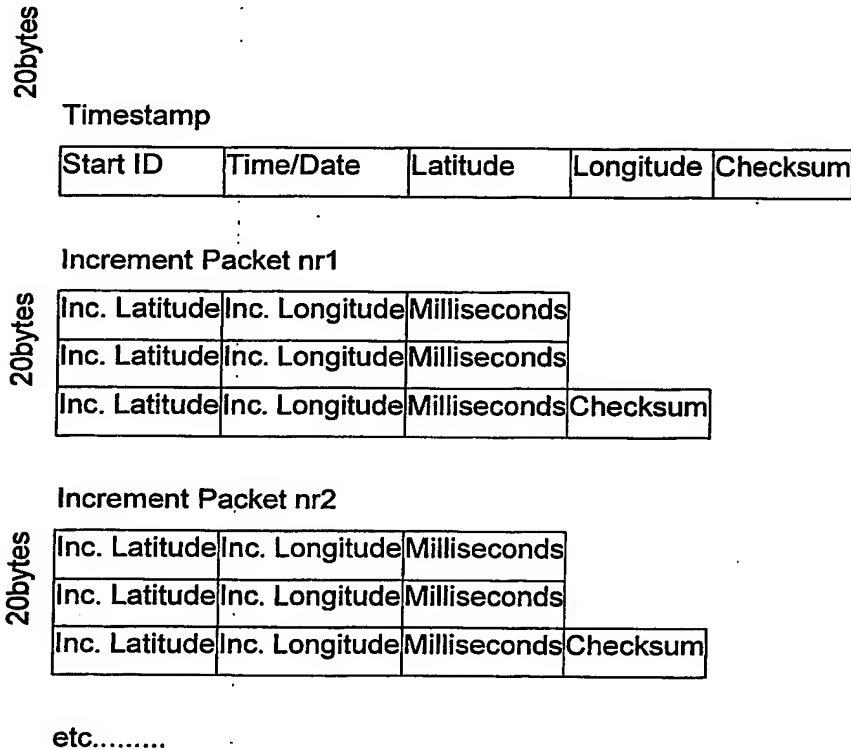 20bytes
Timestamp
Start ID Time/Date Latitude Longitude Checksum
Increment Packet nr1
20bytes
Inc. Latitude Inc. Longitude Milliseconds
Inc. Latitude Inc. Longitude Milliseconds
Inc. Latitude Inc. Longitude Milliseconds Checksum
Increment Packet nr2
20bytes
Inc. Latitude Inc. Longitude Milliseconds
Inc. Latitude Inc. Longitude Milliseconds
Inc. Latitude Inc. Longitude Milliseconds Checksum
etc.........